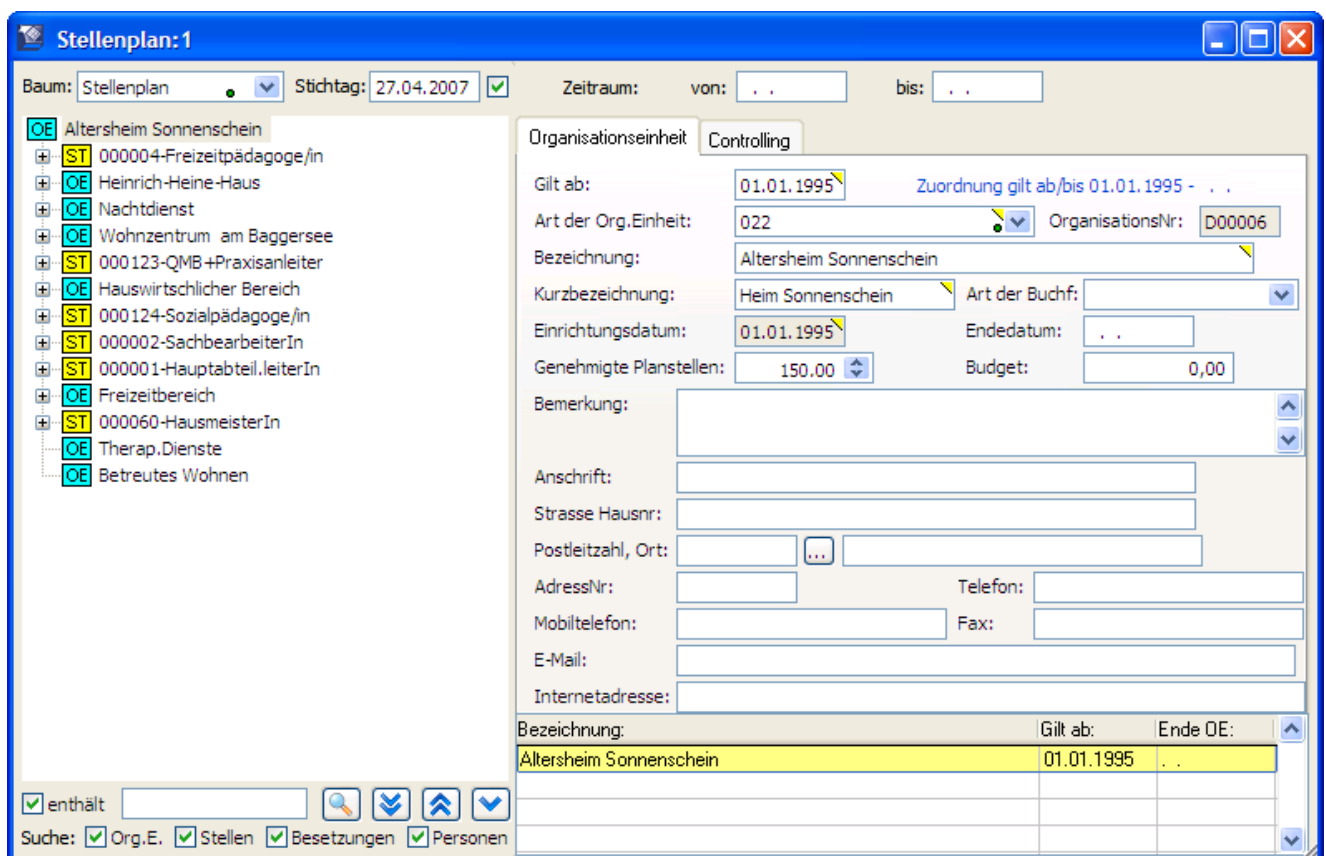 Stellenplan:1
Baum: Stellenplan Stichtag: 27.04.2007 Zeitraum: von: . . bis: . .
OE Altersheim Sonnenschein
ST 000004-Freizeitpädagoge/in
OE Heinrich-Heine-Haus
OE Nachtdienst
OE Wohnzentrum am Baggersee
ST 000123-QMB+Praxisanleiter
OE Hauswirtschlicher Bereich
ST 000124-Sozialpädagoge/in
ST 000002-SachbearbeiterIn
ST 000001-Hauptabteil.leiterIn
OE Freizeitbereich
ST 000060-HausmeisterIn
OE Therap.Dienste
OE Betreutes Wohnen
enthält
Suche: Org.E. Stellen Besetzungen Personen
Organisationseinheit Controlling
Gilt ab: 01.01.1995 Zuordnung gilt ab/bis 01.01.1995 - . .
Art der Org.Einheit: 022 OrganisationsNr: D00006
Bezeichnung: Altersheim Sonnenschein
Kurzbezeichnung: Heim Sonnenschein Art der Buchf:
Einrichtungsdatum: 01.01.1995 Endedatum: . .
Genehmigte Planstellen: 150.00 Budget: 0,00
Bemerkung:
Anschrift:
Strasse Hausnr:
Postleitzahl, Ort: ...
AdressNr: Telefon:
Mobiltelefon: Fax:
E-Mail:
Internetadresse:
Bezeichnung: Gilt ab: Ende OE:
Altersheim Sonnenschein 01.01.1995 . .